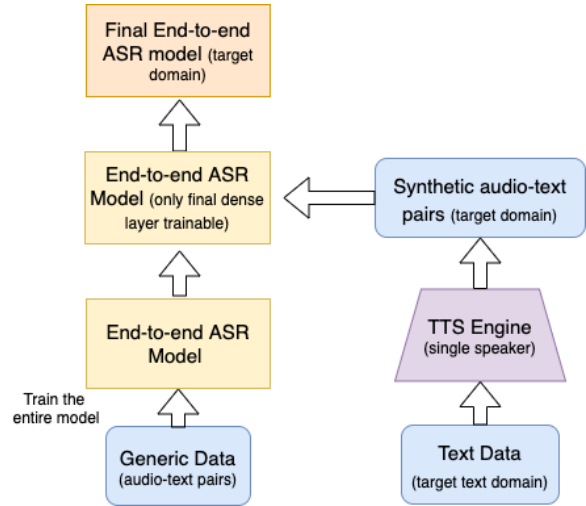 Final End-to-end
ASR model (target
domain)
End-to-end ASR
Model (only final dense
layer trainable)
Synthetic audio-text
pairs (target domain)
End-to-end ASR
Model
TTS Engine
(single speaker)
Train the
entire model
Generic Data
(audio-text pairs)
Text Data
(target text domain)